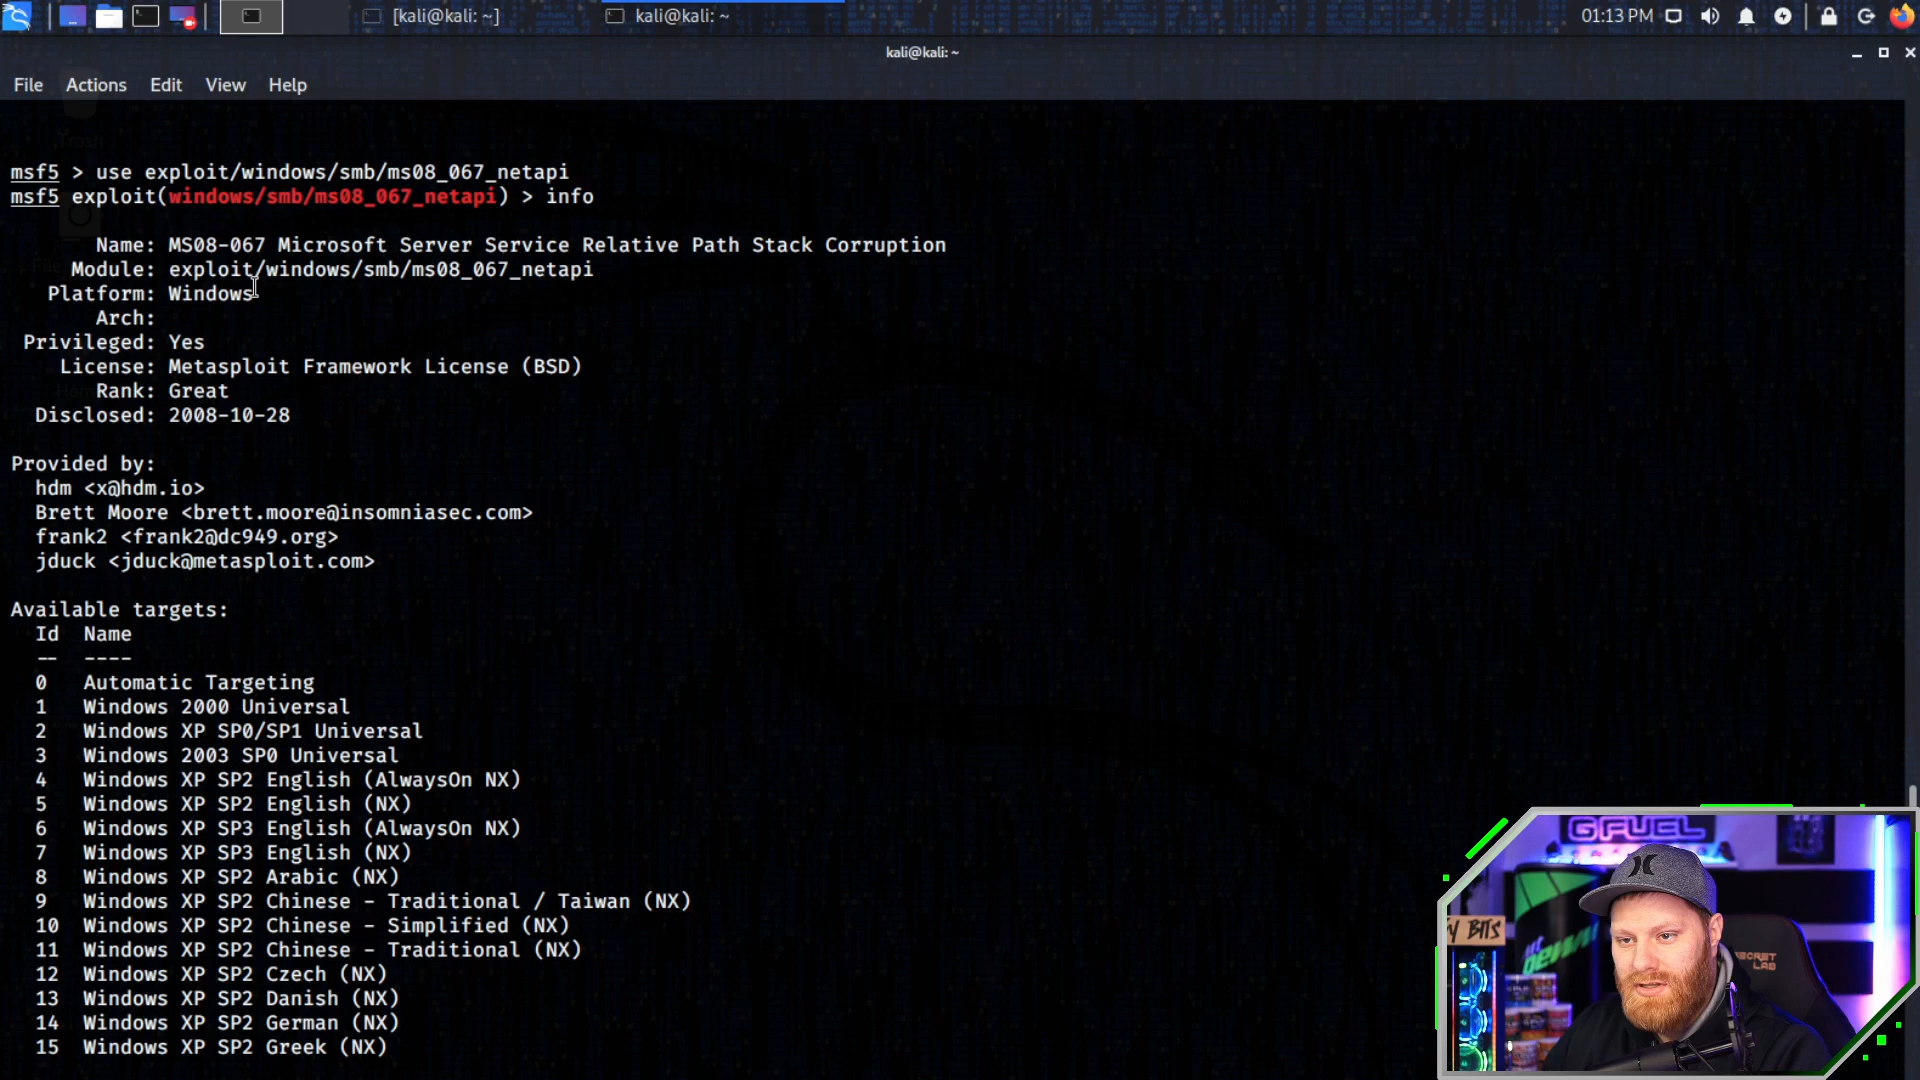 [kali@kali: ~]
kali@kali: ~
01:13 PM
kali@kali: ~
File Actions Edit View Help
msf5 > use exploit/windows/smb/ms08_067_netapi
msf5 exploit(windows/smb/ms08_067_netapi) > info
Name: MS08-067 Microsoft Server Service Relative Path Stack Corruption
Module: exploit/windows/smb/ms08_067_netapi
Platform: Windows
Arch:
Privileged: Yes
License: Metasploit Framework License (BSD)
Rank: Great
Disclosed: 2008-10-28
Provided by:
hdm <x@hdm.io>
Brett Moore <brett.moore@insomniasec.com>
frank2 <frank2@dc949.org>
jduck <jduck@metasploit.com>
Available targets:
Id  Name
--  ----
0   Automatic Targeting
1   Windows 2000 Universal
2   Windows XP SP0/SP1 Universal
3   Windows 2003 SP0 Universal
4   Windows XP SP2 English (AlwaysOn NX)
5   Windows XP SP2 English (NX)
6   Windows XP SP3 English (AlwaysOn NX)
7   Windows XP SP3 English (NX)
8   Windows XP SP2 Arabic (NX)
9   Windows XP SP2 Chinese - Traditional / Taiwan (NX)
10  Windows XP SP2 Chinese - Simplified (NX)
11  Windows XP SP2 Chinese - Traditional (NX)
12  Windows XP SP2 Czech (NX)
13  Windows XP SP2 Danish (NX)
14  Windows XP SP2 German (NX)
15  Windows XP SP2 Greek (NX)
G FUEL
Y BITS
SECRET
LAB